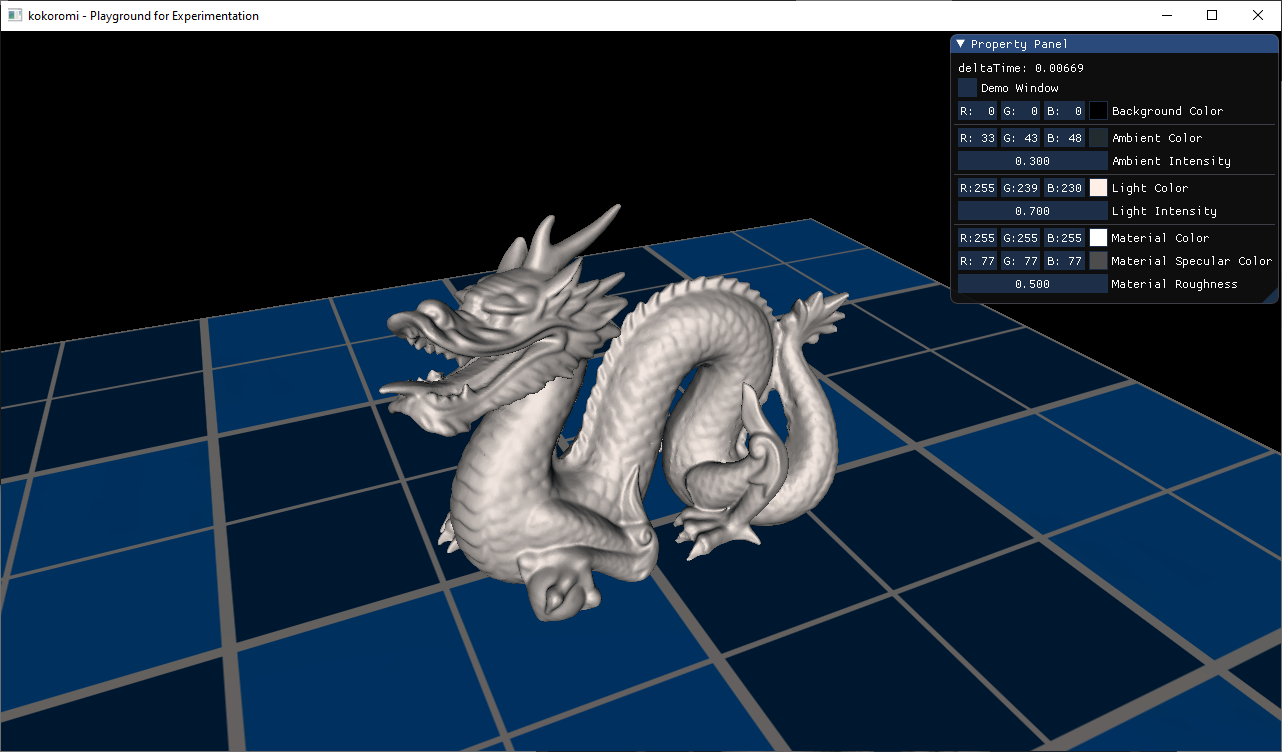 kokoromi - Playground for Experimentation
Property Panel
deltaTime: 0.00669
Demo Window
R: 0 G: 0 B: 0 Background Color
R: 33 G: 43 B: 48 Ambient Color
0.300 Ambient Intensity
R:255 G:239 B:230 Light Color
0.700 Light Intensity
R:255 G:255 B:255 Material Color
R: 77 G: 77 B: 77 Material Specular Color
0.500 Material Roughness